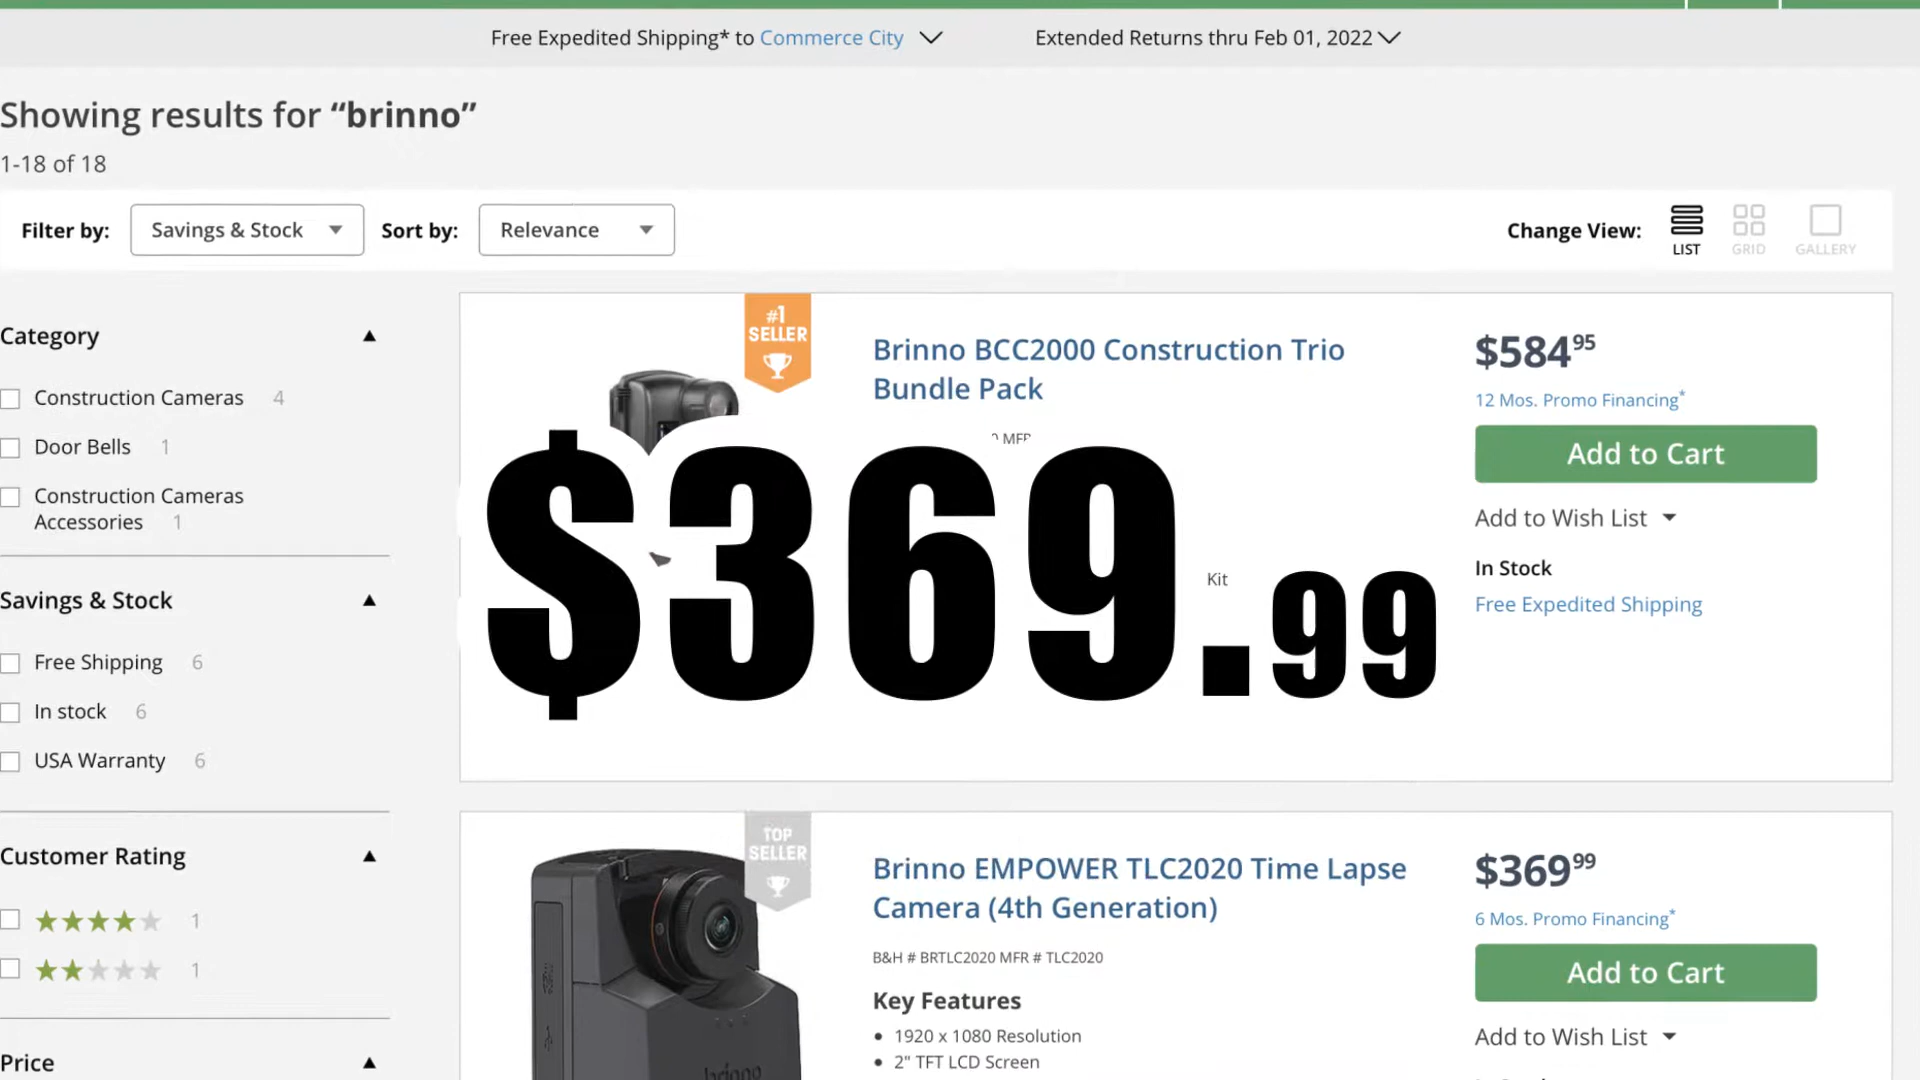 Free Expedited Shipping* to Commerce City
Extended Returns thru Feb 01, 2022
Showing results for “brinno”
1-18 of 18
Filter by:
Savings & Stock
Sort by:
Relevance
Change View:
LIST
GRID
GALLERY
Category
Construction Cameras 4
Door Bells 1
Construction Cameras
Accessories 1
Savings & Stock
Free Shipping 6
In stock 6
USA Warranty 6
Customer Rating
1
1
Price
#1
SELLER
Brinno BCC2000 Construction Trio
Bundle Pack
Kit
$369.99
$584 95
12 Mos. Promo Financing*
Add to Cart
Add to Wish List
In Stock
Free Expedited Shipping
TOP
SELLER
brinno
Brinno EMPOWER TLC2020 Time Lapse
Camera (4th Generation)
B&H # BRTLC2020 MFR # TLC2020
Key Features
• 1920 x 1080 Resolution
• 2" TFT LCD Screen
$369 99
6 Mos. Promo Financing*
Add to Cart
Add to Wish List